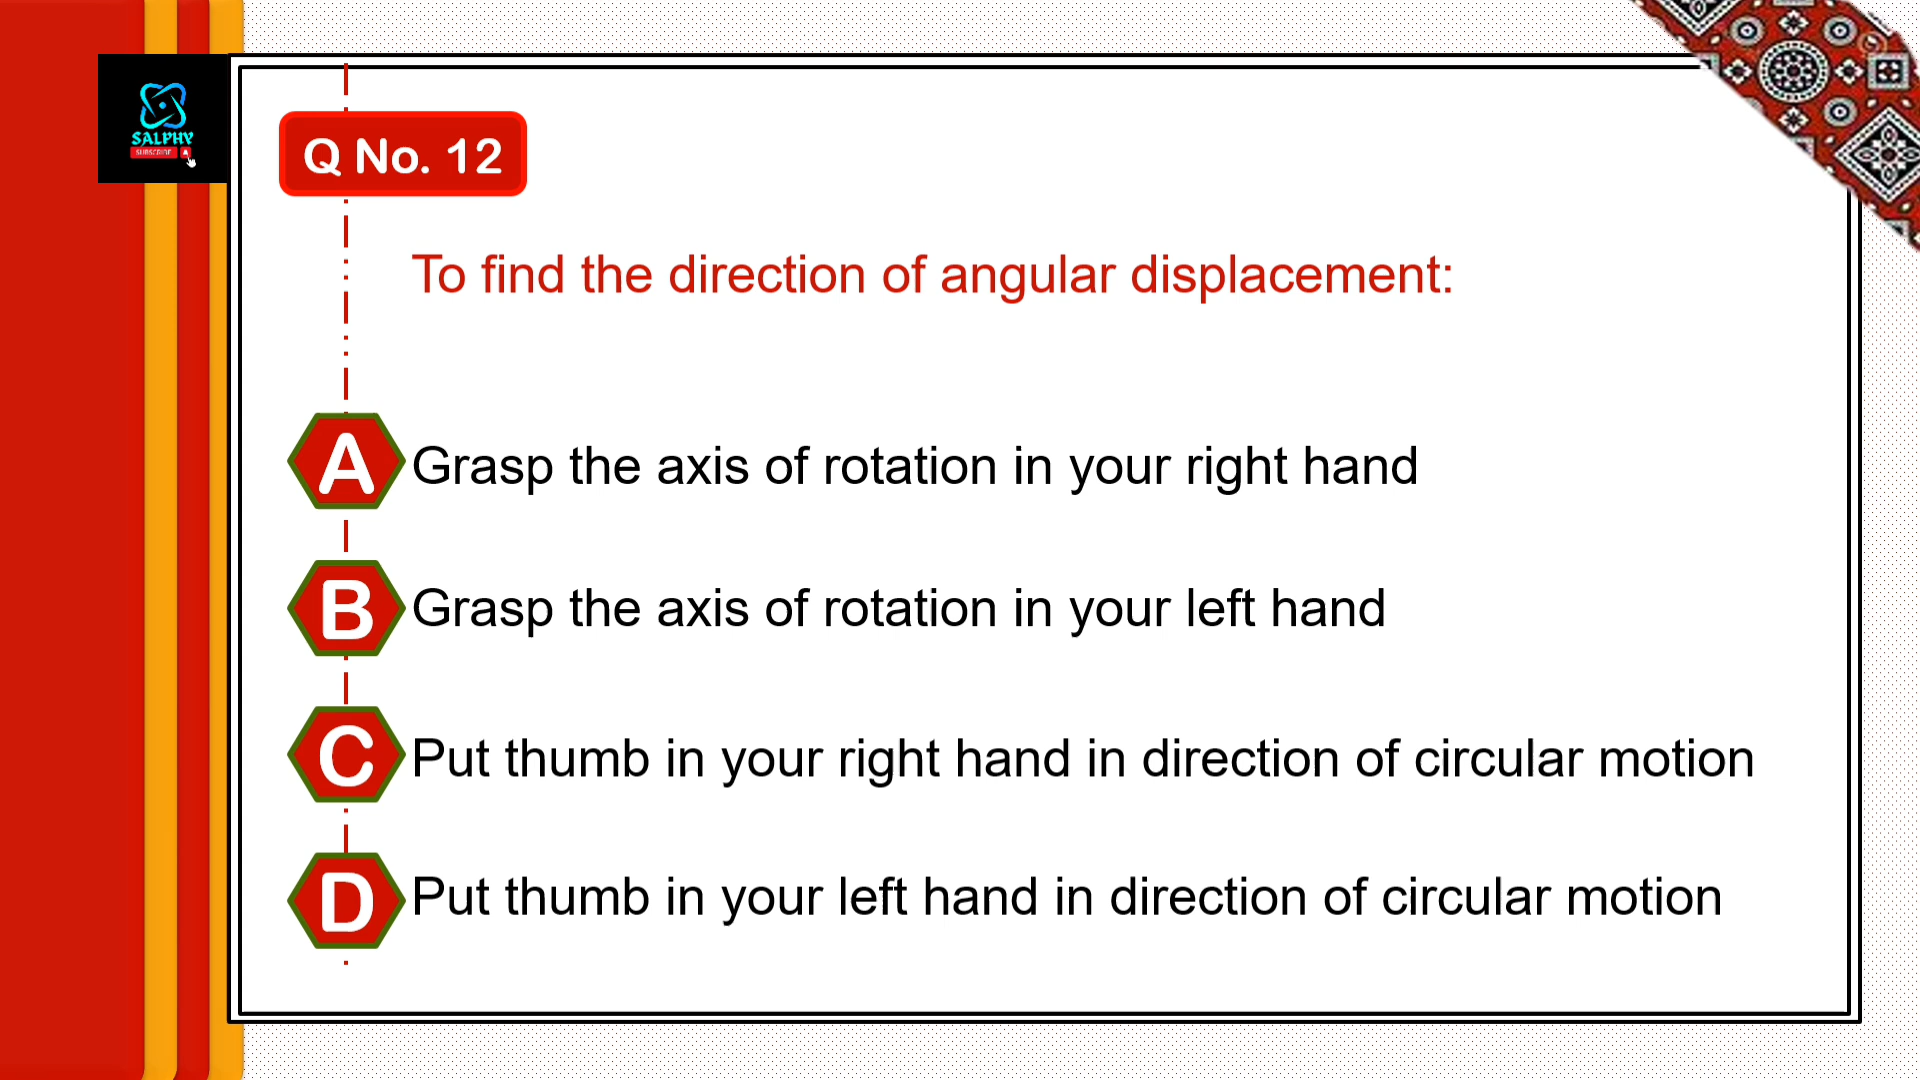 SALPHY
SUBSCRIBE
Q No. 12
To find the direction of angular displacement:
A Grasp the axis of rotation in your right hand
B Grasp the axis of rotation in your left hand
C Put thumb in your right hand in direction of circular motion
D Put thumb in your left hand in direction of circular motion